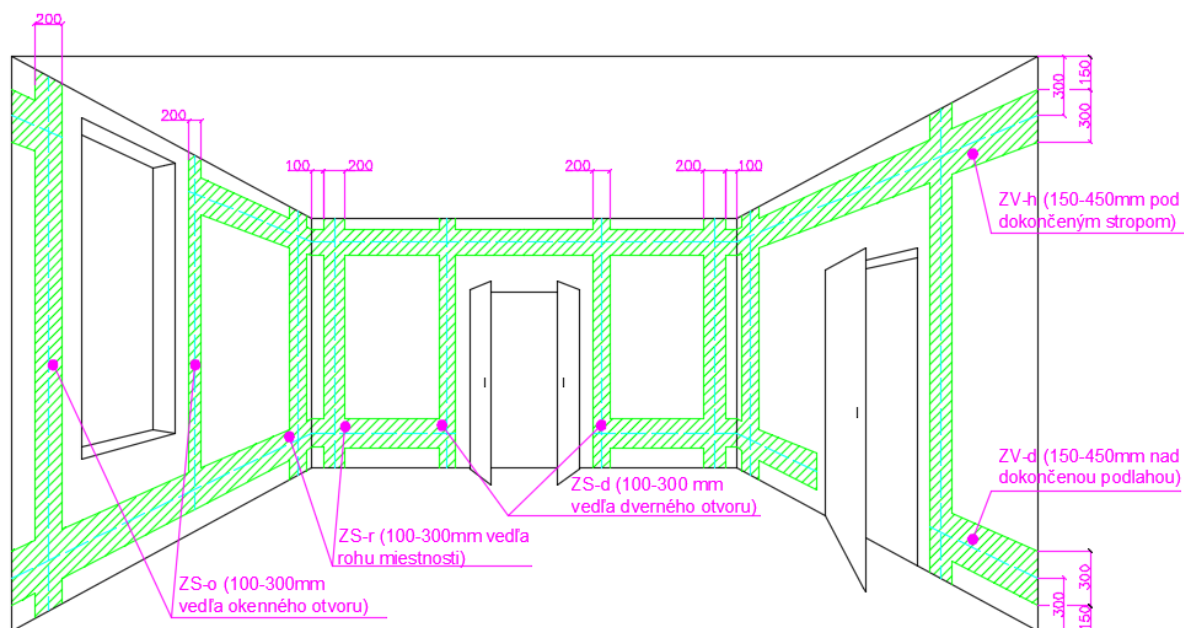 200
200
100
200
200
200
100
300
150
300
ZV-h (150-450mm pod
dokončeným stropom)
ZV-d (150-450mm nad
dokončenou podlahou)
ZS-d (100-300 mm
vedľa dverného otvoru)
ZS-r (100-300mm vedľa
rohu miestnosti)
ZS-o (100-300mm
vedľa okenného otvoru)
300
300
150